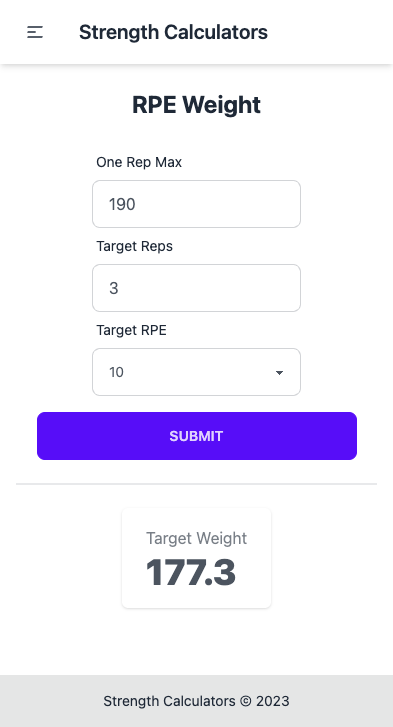 Strength Calculators
RPE Weight
One Rep Max
190
Target Reps
3
Target RPE
10
SUBMIT
Target Weight
177.3
Strength Calculators © 2023